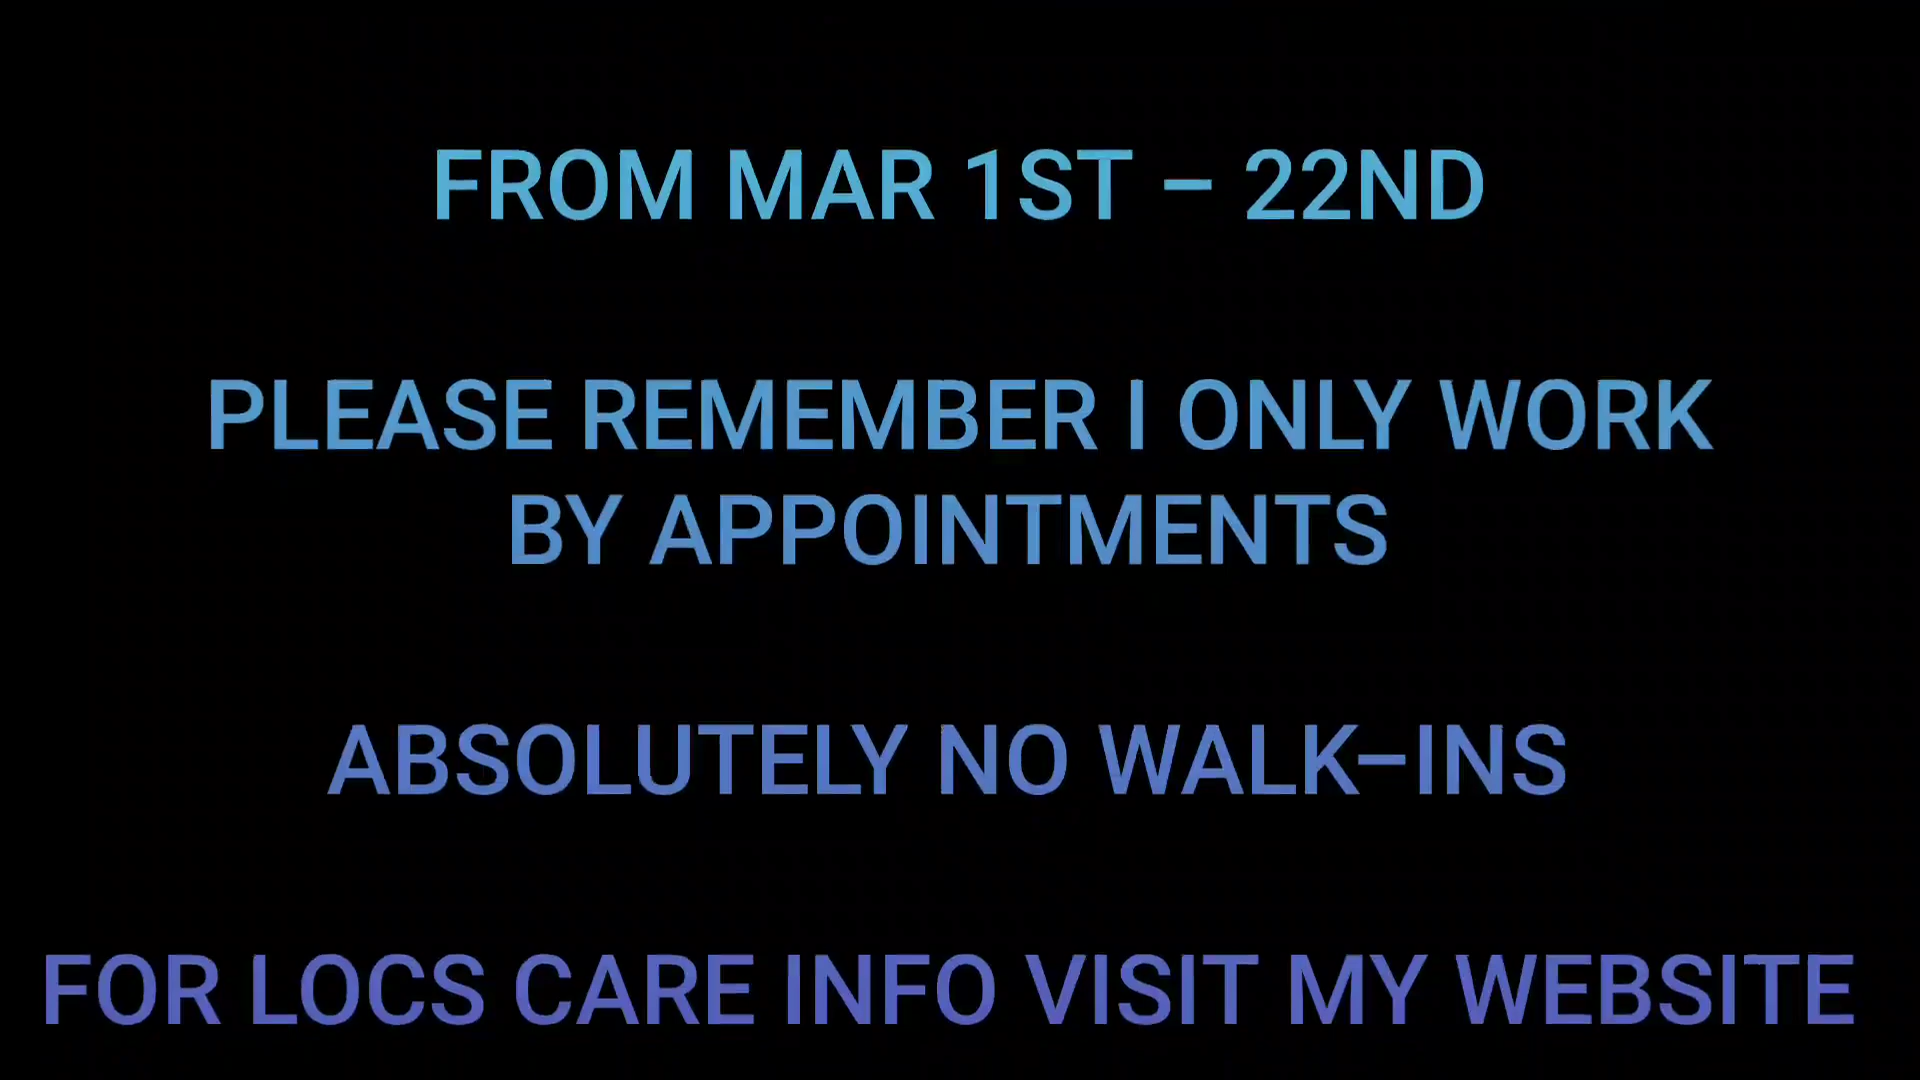 FROM MAR 1ST – 22ND
PLEASE REMEMBER I ONLY WORK
BY APPOINTMENTS
ABSOLUTELY NO WALK–INS
FOR LOCS CARE INFO VISIT MY WEBSITE